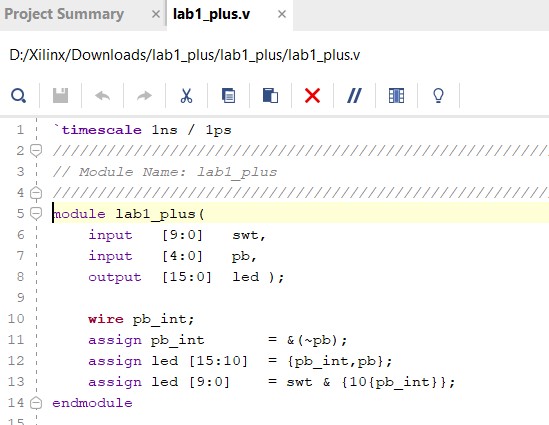 Project Summary × lab1_plus.v ×
D:/Xilinx/Downloads/lab1_plus/lab1_plus/lab1_plus.v
1 `timescale 1ns / 1ps
2 ////////////////////////////////////////////////////////
3 // Module Name: lab1_plus
4 ////////////////////////////////////////////////////////
5 module lab1_plus(
6 input [9:0] swt,
7 input [4:0] pb,
8 output [15:0] led );
9
10 wire pb_int;
11 assign pb_int = &(~pb);
12 assign led [15:10] = {pb_int,pb};
13 assign led [9:0] = swt & {10{pb_int}};
14 endmodule
15